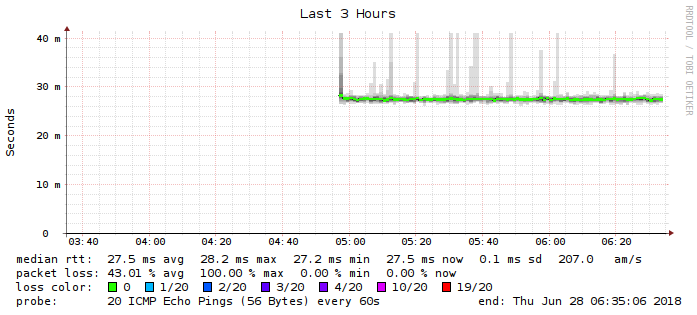 Last 3 Hours
RRDTOOL / TOBI OETIKER
Seconds
40 m
30 m
20 m
10 m
0
03:40 04:00 04:20 04:40 05:00 05:20 05:40 06:00 06:20
median rtt: 27.5 ms avg 28.2 ms max 27.2 ms min 27.5 ms now 0.1 ms sd 207.0 am/s
packet loss: 43.01 % avg 100.00 % max 0.00 % min 0.00 % now
loss color: 0 1/20 2/20 3/20 4/20 10/20 19/20
probe: 20 ICMP Echo Pings (56 Bytes) every 60s end: Thu Jun 28 06:35:06 2018